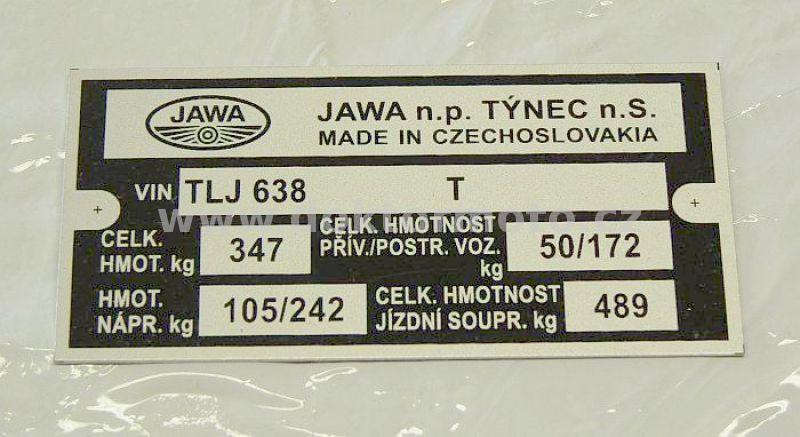 JAWA
JAWA n.p. TÝNEC n.S.
MADE IN CZECHOSLOVAKIA
VIN TLJ 638 T
CELK.
HMOT. kg 347
CELK. HMOTNOST
PŘÍV./POSTR. VOZ.
kg 50/172
HMOT.
NÁPR. kg 105/242
CELK. HMOTNOST
JÍZDNÍ SOUPR. kg 489